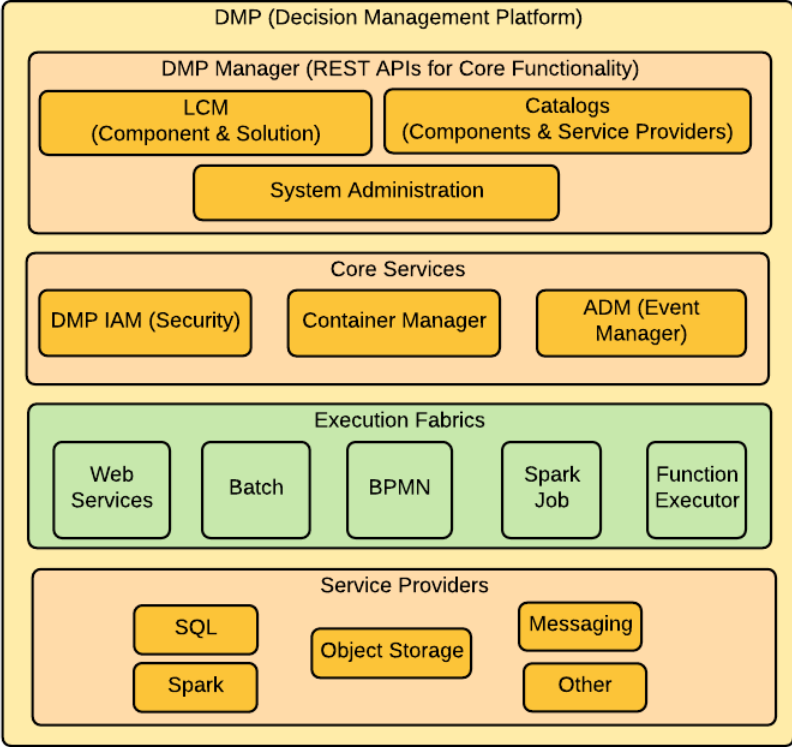 DMP (Decision Management Platform)
DMP Manager (REST APIs for Core Functionality)
LCM
(Component & Solution)
Catalogs
(Components & Service Providers)
System Administration
Core Services
DMP IAM (Security)
Container Manager
ADM (Event
Manager)
Execution Fabrics
Web
Services
Batch
BPMN
Spark
Job
Function
Executor
Service Providers
SQL
Object Storage
Messaging
Spark
Other